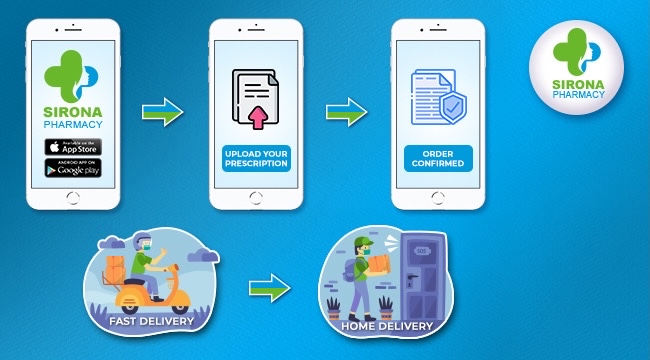 SIRONA
PHARMACY
Available on the
App Store
ANDROID APP ON
Google play
UPLOAD YOUR
PRESCRIPTION
ORDER
CONFIRMED
SIRONA
PHARMACY
FAST DELIVERY
HOME DELIVERY